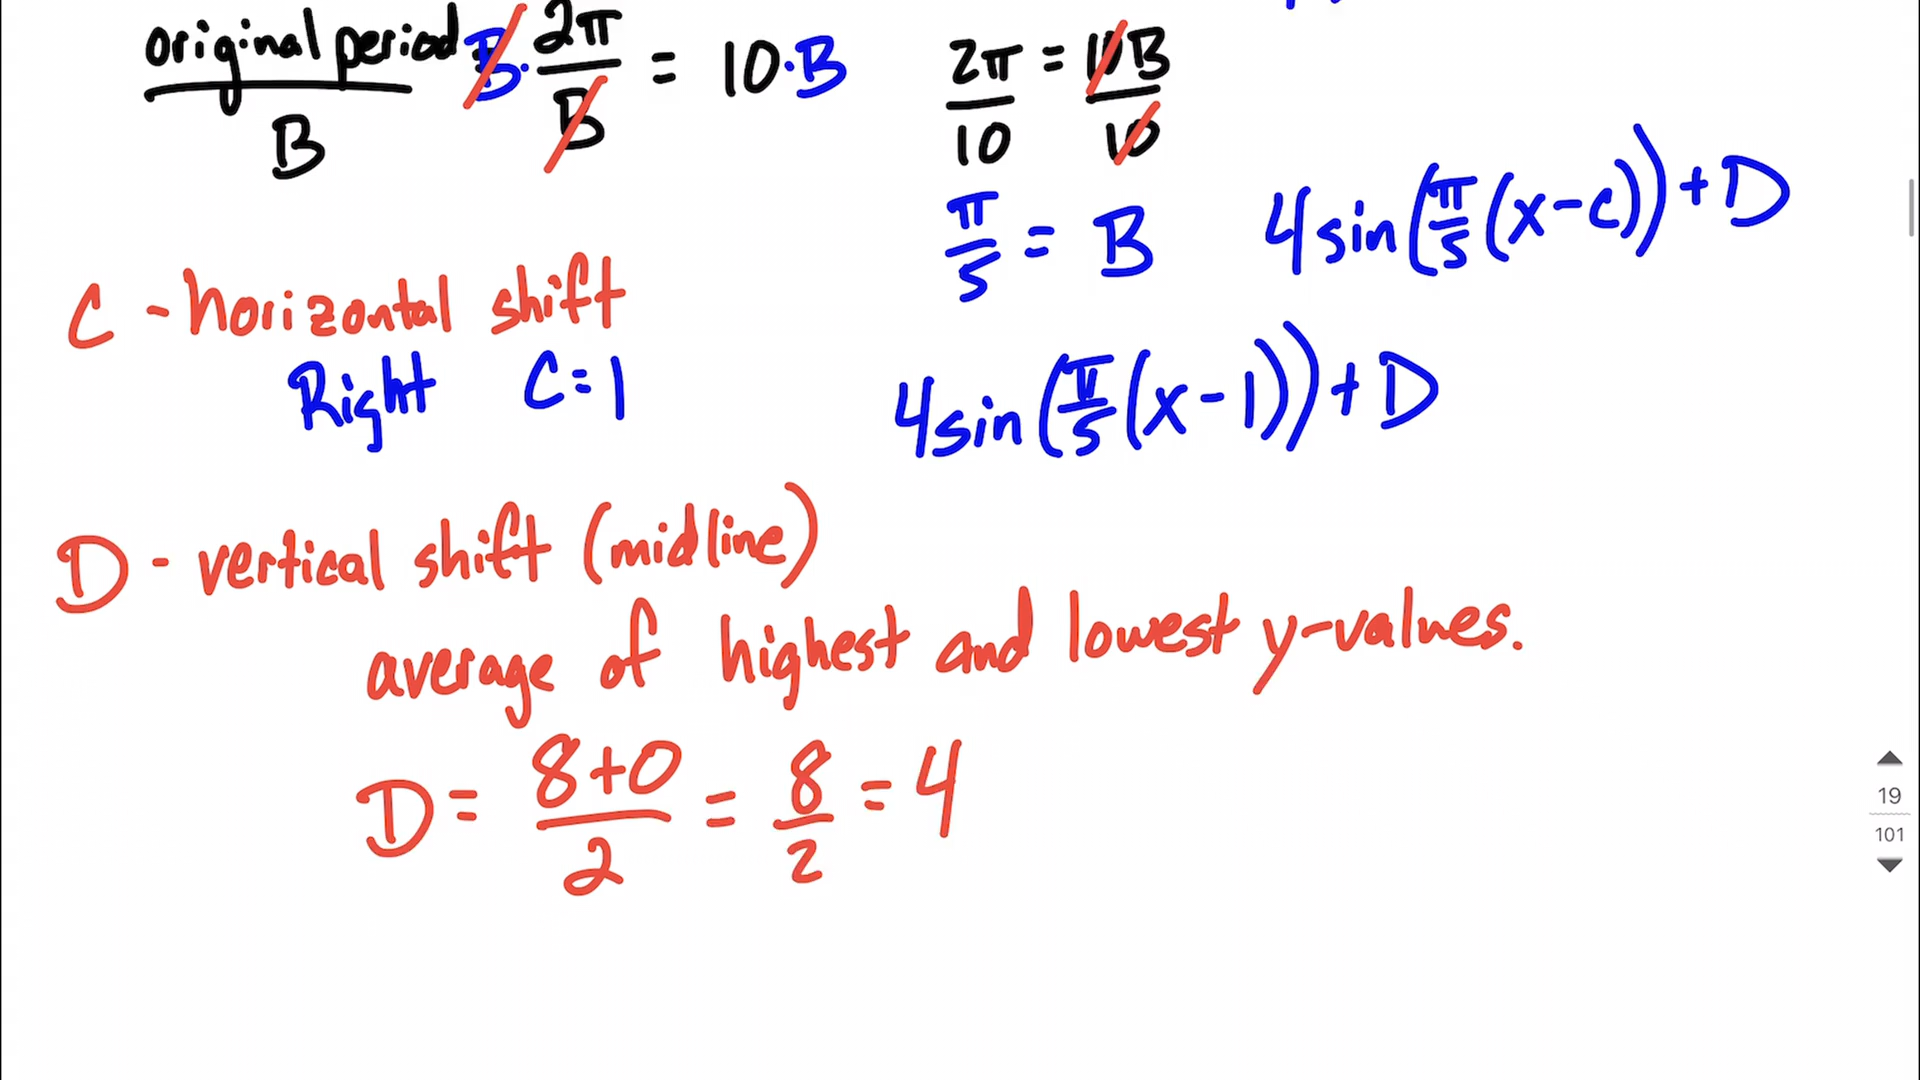 original period / B   B · 2π / B = 10·B   2π / 10 = 10B / 10
π / 5 = B   4sin(π/5(x-c))+D
C - horizontal shift
Right   C=1   4sin(π/5(x-1))+D
D - vertical shift (midline)
average of highest and lowest y-values.
D = 8+0 / 2 = 8 / 2 = 4
19
101